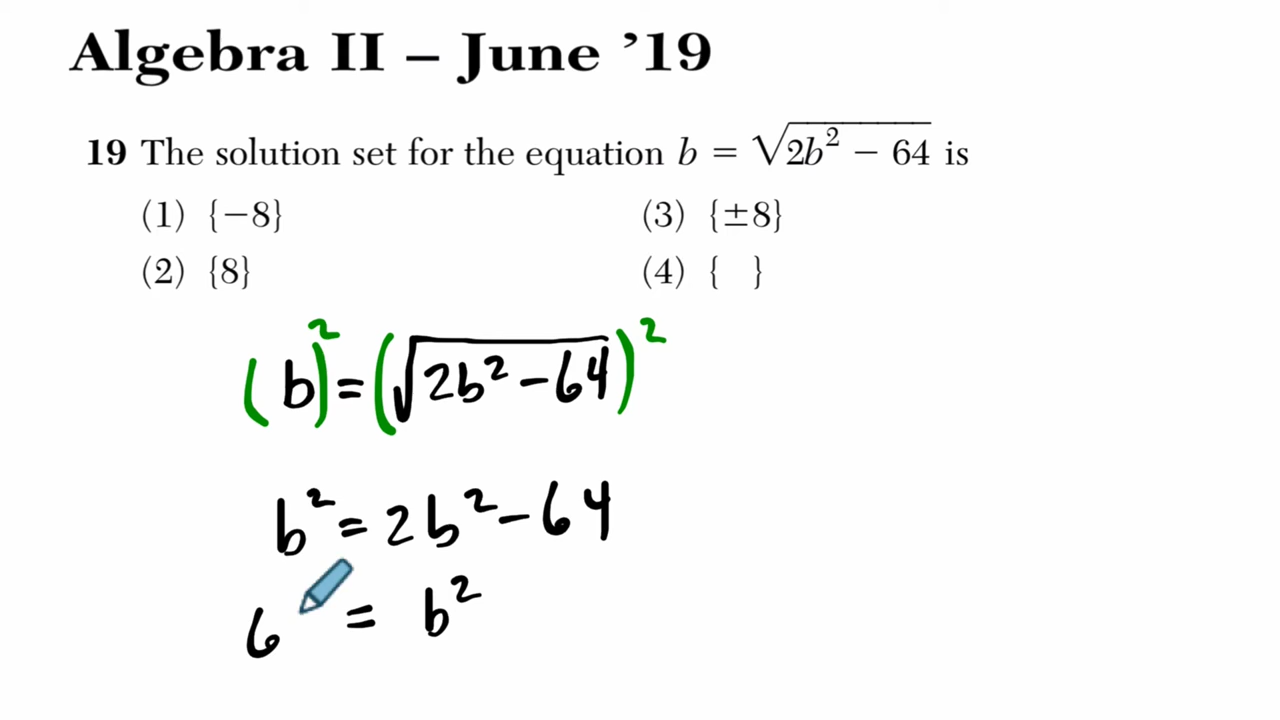 Algebra II – June ’19
19 The solution set for the equation b = √(2b² − 64) is
(1) {−8} (3) {±8}
(2) {8} (4) { }
(b)² = (√(2b² − 64))²
b² = 2b² − 64
6 = b²